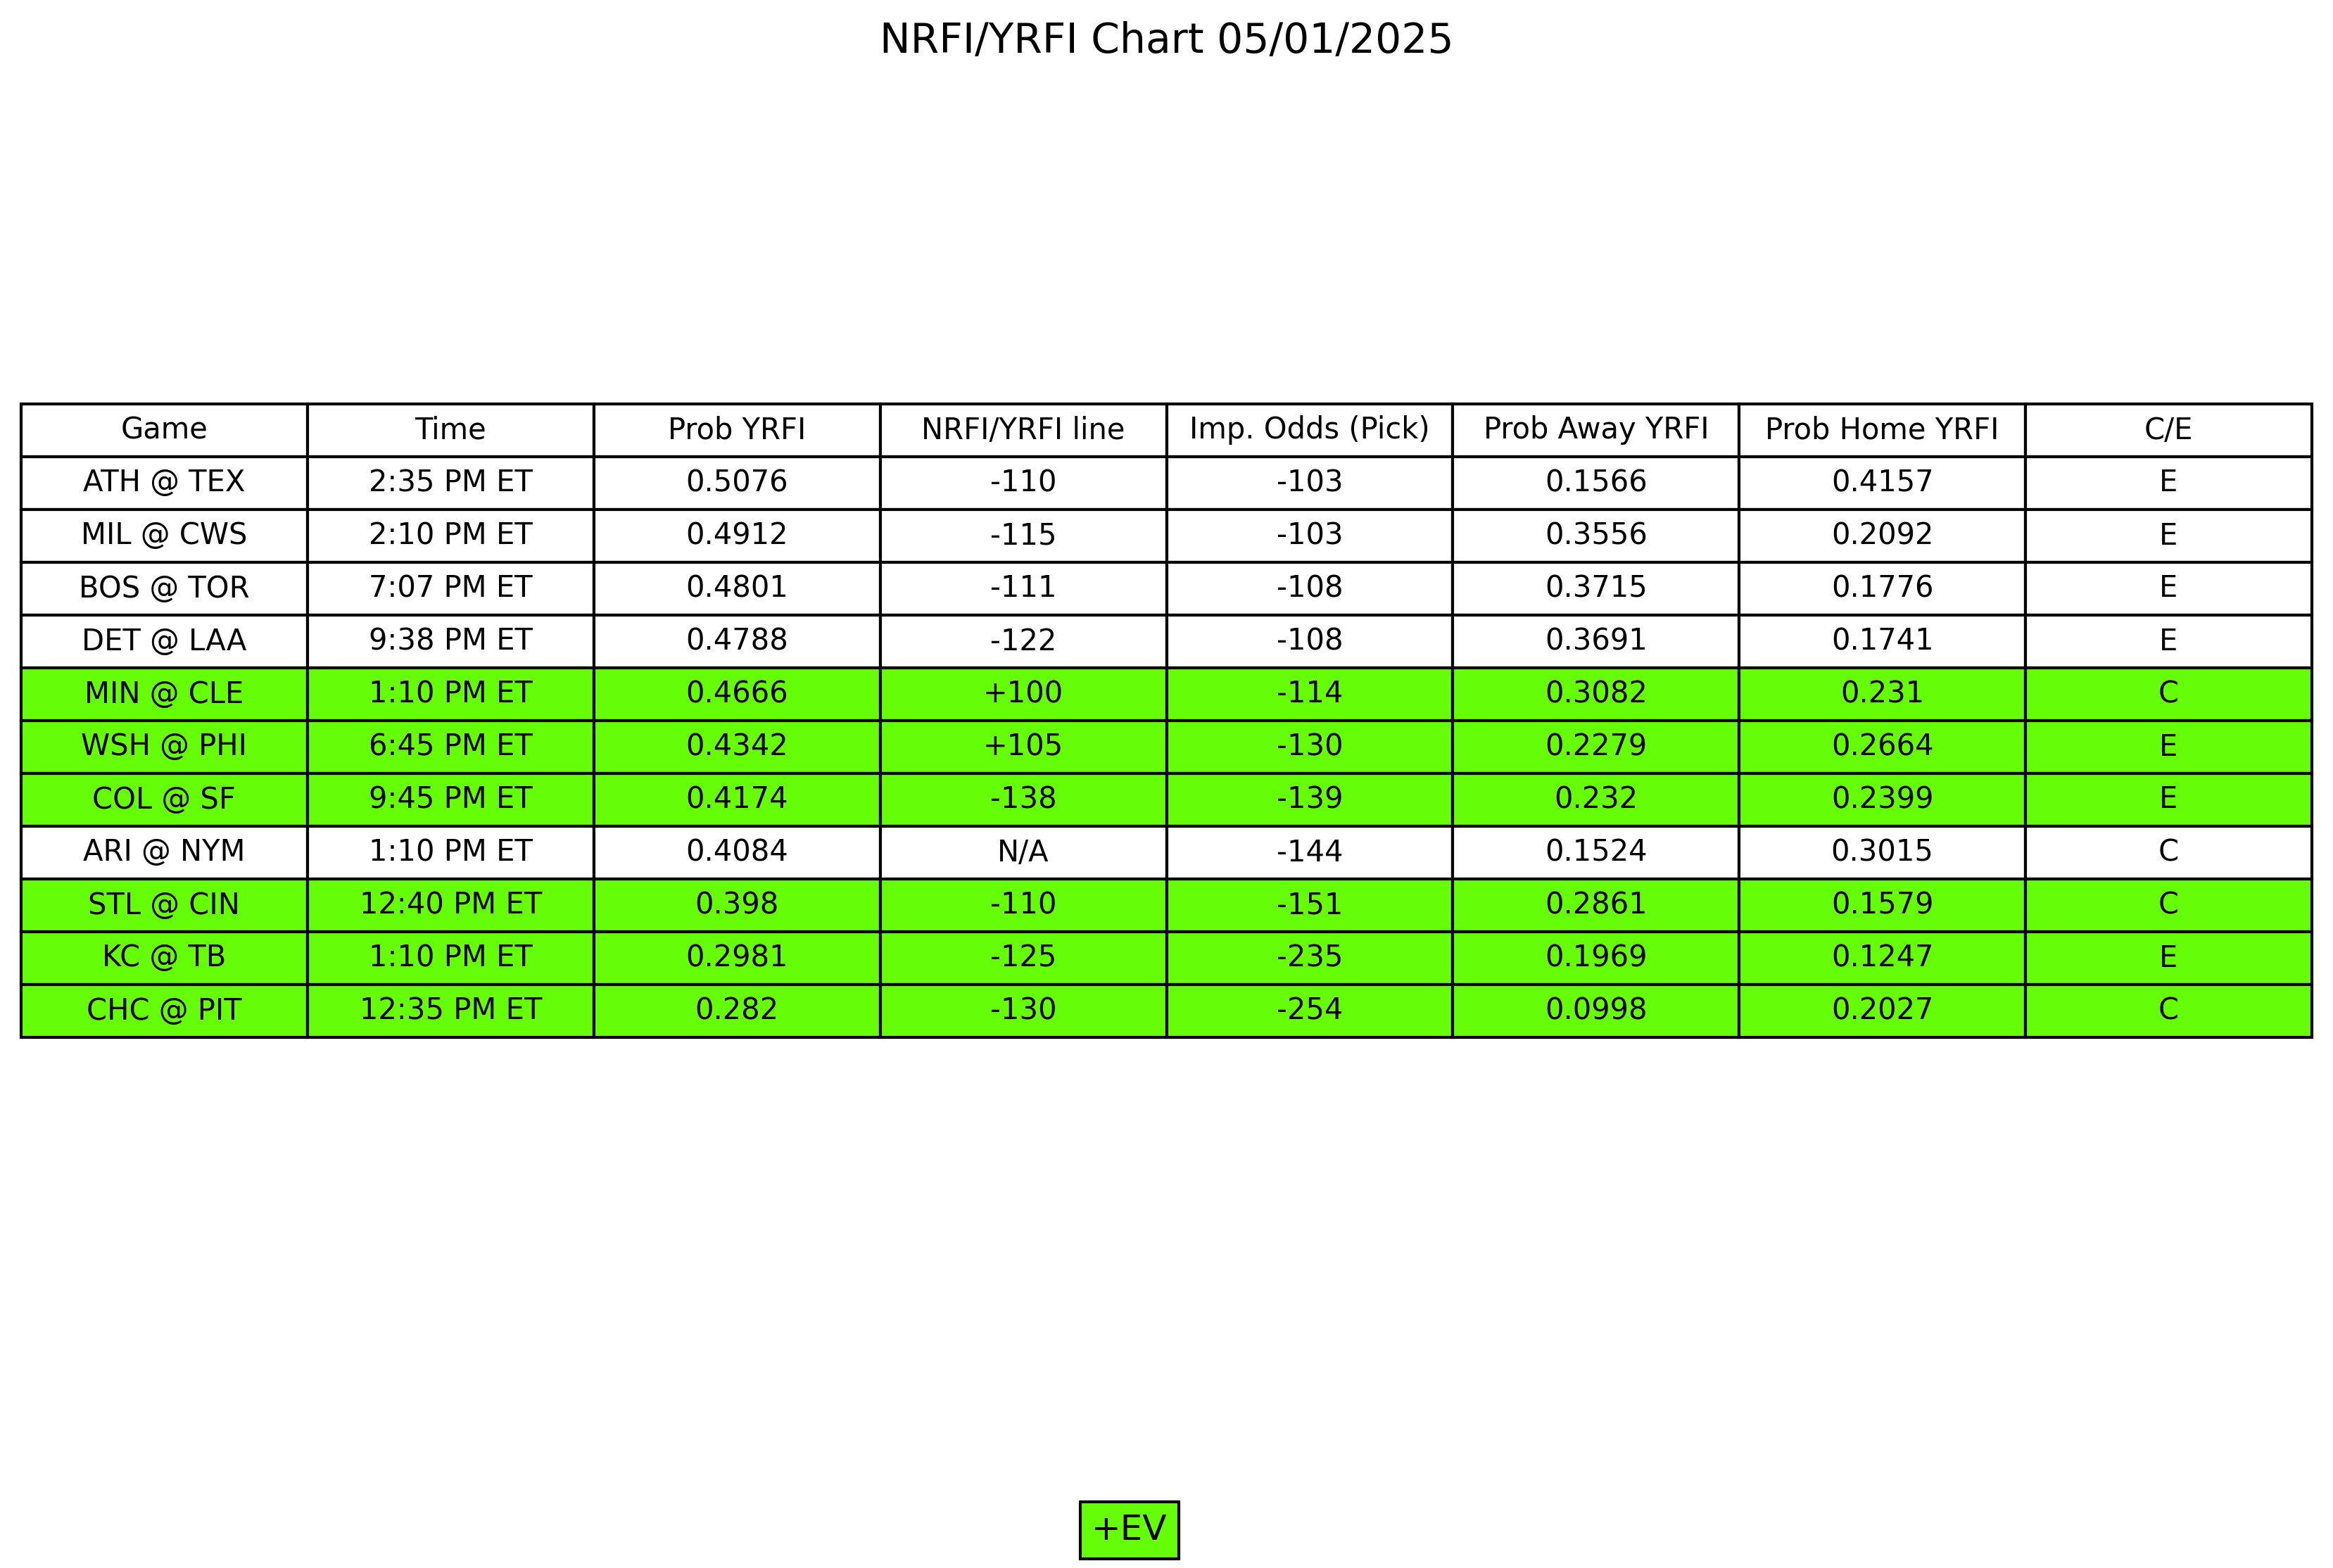 NRFI/YRFI Chart 05/01/2025
Game Time Prob YRFI NRFI/YRFI line Imp. Odds (Pick) Prob Away YRFI Prob Home YRFI C/E
ATH @ TEX 2:35 PM ET 0.5076 -110 -103 0.1566 0.4157 E
MIL @ CWS 2:10 PM ET 0.4912 -115 -103 0.3556 0.2092 E
BOS @ TOR 7:07 PM ET 0.4801 -111 -108 0.3715 0.1776 E
DET @ LAA 9:38 PM ET 0.4788 -122 -108 0.3691 0.1741 E
MIN @ CLE 1:10 PM ET 0.4666 +100 -114 0.3082 0.231 C
WSH @ PHI 6:45 PM ET 0.4342 +105 -130 0.2279 0.2664 E
COL @ SF 9:45 PM ET 0.4174 -138 -139 0.232 0.2399 E
ARI @ NYM 1:10 PM ET 0.4084 N/A -144 0.1524 0.3015 C
STL @ CIN 12:40 PM ET 0.398 -110 -151 0.2861 0.1579 C
KC @ TB 1:10 PM ET 0.2981 -125 -235 0.1969 0.1247 E
CHC @ PIT 12:35 PM ET 0.282 -130 -254 0.0998 0.2027 C
+EV